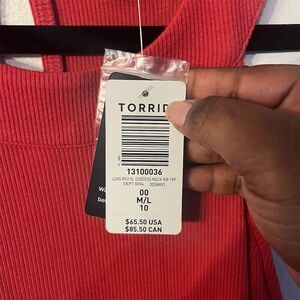 TORRID
13100036
LCAS RED SL GODDESS NECK RIB TRP
DEPT 0094 20SMR3
00
M/L
10
$65.50 USA
$85.50 CAN